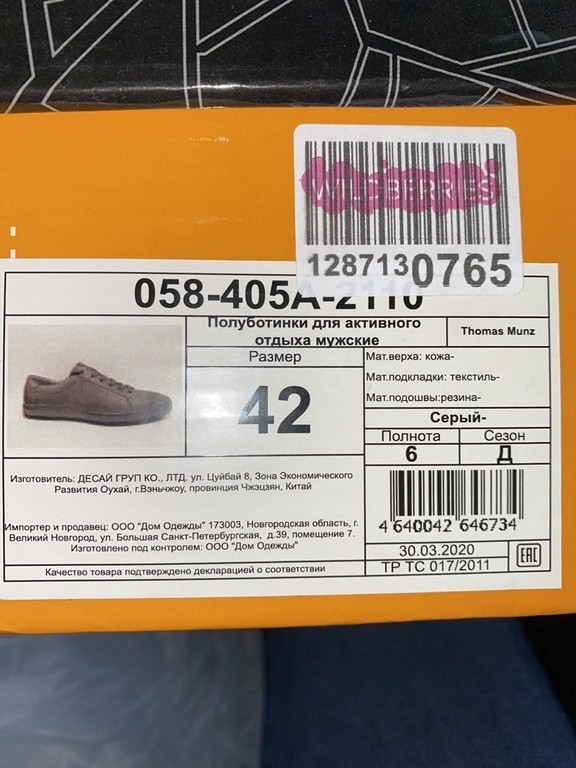 WILDBERRIES
1287130765
058-405A-2110
Полуботинки для активного
отдыха мужские
Thomas Munz
Размер
42
Мат.верха: кожа-
Мат.подкладки: текстиль-
Мат.подошвы:резина-
Серый-
Полнота
Сезон
6
Д
4 640042 646734
Изготовитель: ДЕСАЙ ГРУП КО., ЛТД. ул. Цуйбай 8, Зона Экономического
Развития Оухай, г.Вэньчжоу, провинция Чжэцзян, Китай
Импортер и продавец: ООО "Дом Одежды" 173003, Новгородская область, г.
Великий Новгород, ул. Большая Санкт-Петербургская, д.39, помещение 7.
Изготовлено под контролем: ООО "Дом Одежды"
30.03.2020
ТР ТС 017/2011
EAC
Качество товара подтверждено декларацией о соответствии